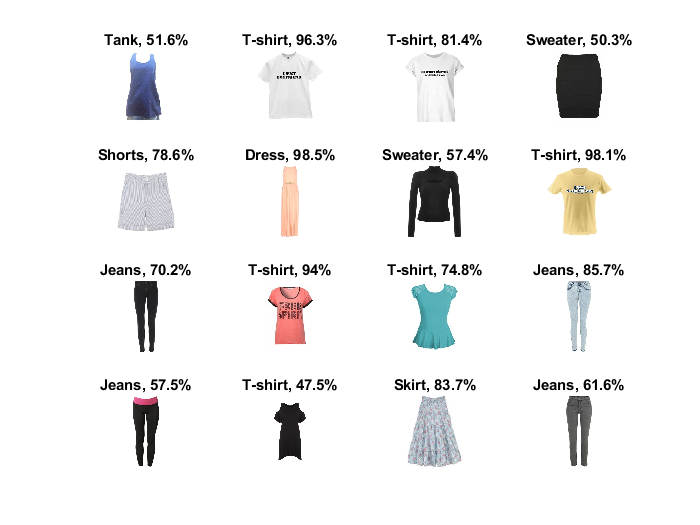 Tank, 51.6%
T-shirt, 96.3%
T-shirt, 81.4%
Sweater, 50.3%
Shorts, 78.6%
Dress, 98.5%
Sweater, 57.4%
T-shirt, 98.1%
Jeans, 70.2%
T-shirt, 94%
T-shirt, 74.8%
Jeans, 85.7%
Jeans, 57.5%
T-shirt, 47.5%
Skirt, 83.7%
Jeans, 61.6%